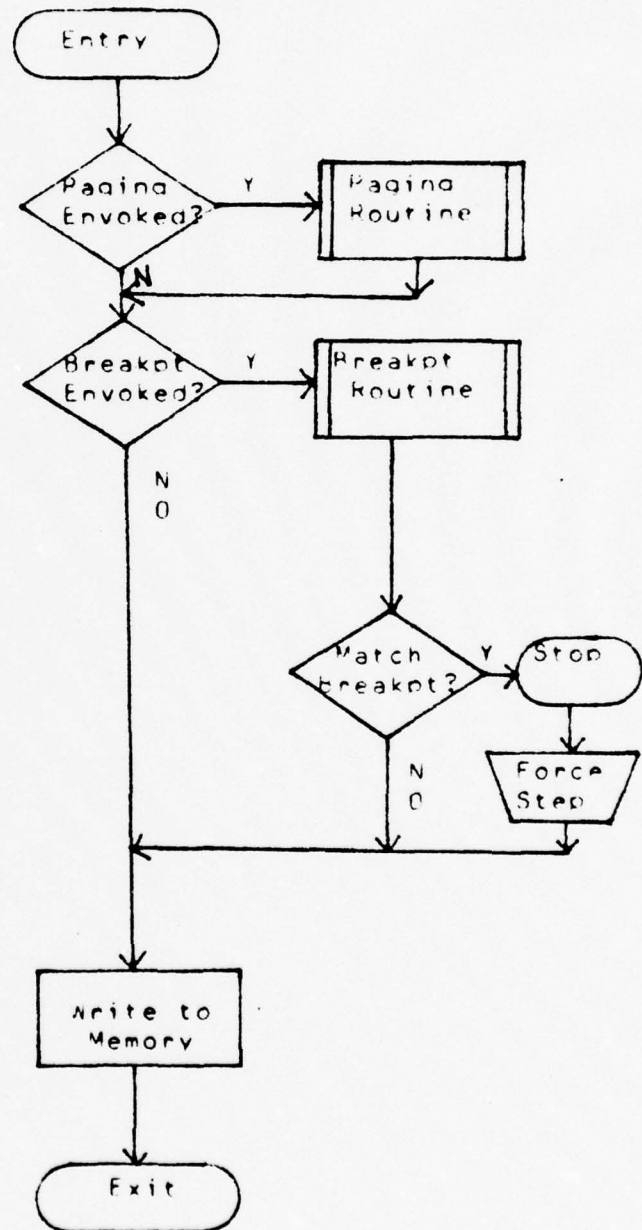 Entry
Paging
Envoked?
Y
Paging
Routine
N
Breakpt
Envoked?
Y
Breakpt
Routine
N
O
Match
Breakpt?
Y
Stop
N
O
Force
Step
Write to
Memory
Exit